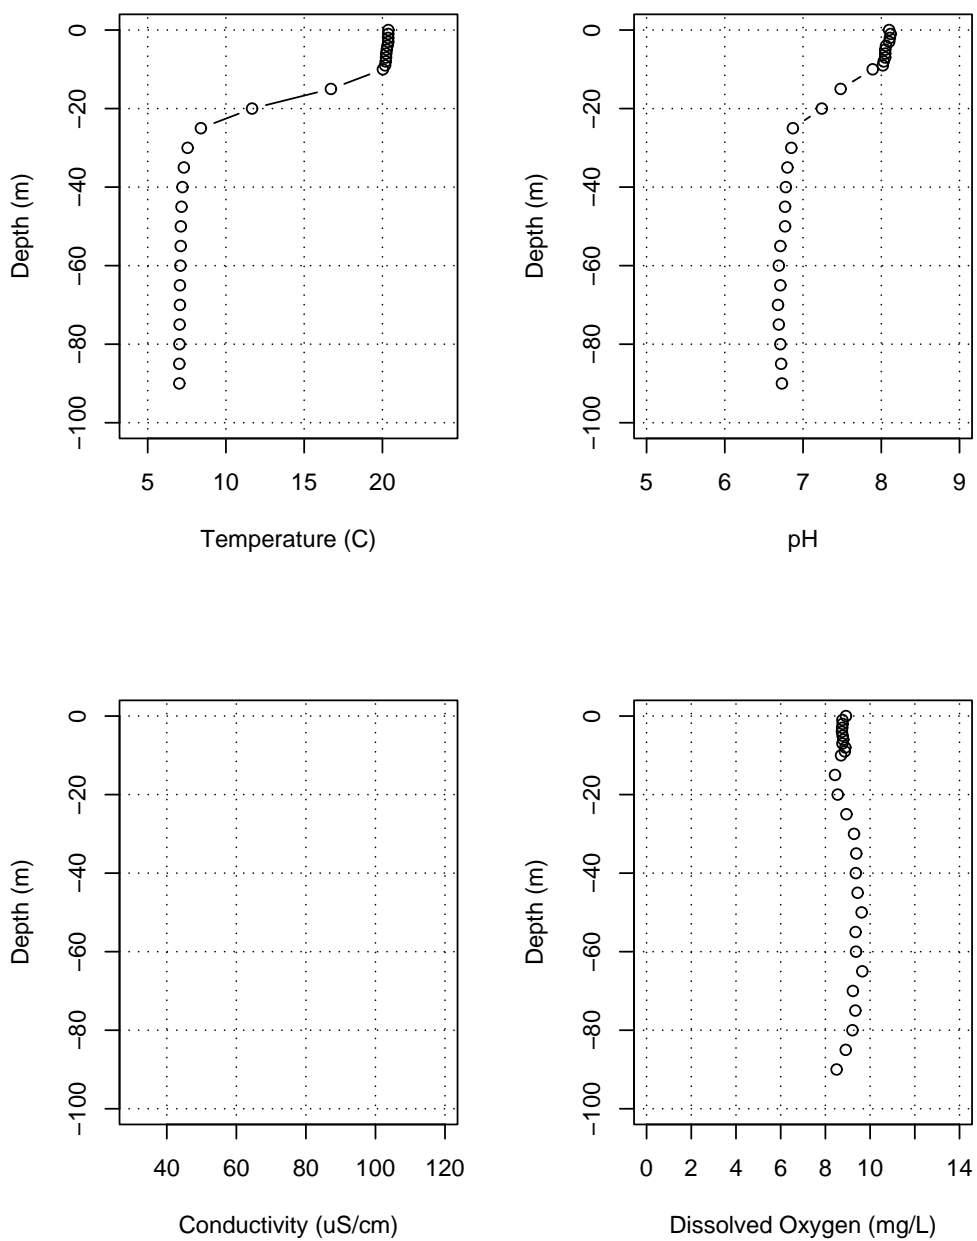 0
−20
−40
−60
−80
−100
Depth (m)
5 10 15 20
Temperature (C)
0
−20
−40
−60
−80
−100
Depth (m)
5 6 7 8 9
pH
0
−20
−40
−60
−80
−100
Depth (m)
40 60 80 100 120
Conductivity (uS/cm)
0
−20
−40
−60
−80
−100
Depth (m)
0 2 4 6 8 10 14
Dissolved Oxygen (mg/L)